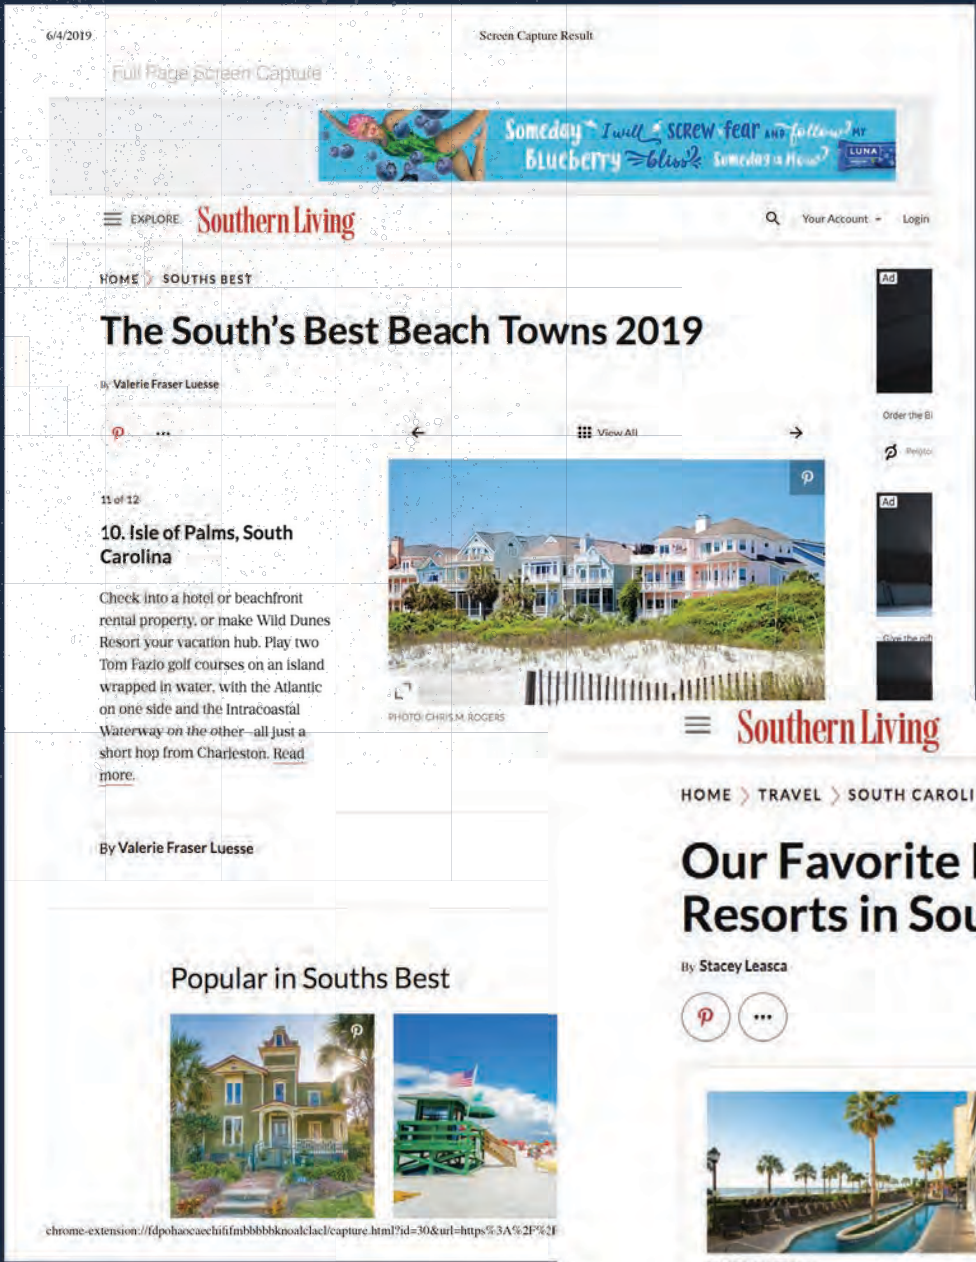 6/4/2019
Screen Capture Result
Full Page Screen Capture
Someday I will SCREW fear AND follow MY
BLUEBERRY bliss Someday is Now
LUNA
EXPLORE
Southern Living
Your Account
Login
HOME > SOUTHS BEST
The South's Best Beach Towns 2019
By Valerie Fraser Luesse
...
View All
11 of 12
10. Isle of Palms, South
Carolina
Check into a hotel or beachfront
rental property, or make Wild Dunes
Resort your vacation hub. Play two
Tom Fazio golf courses on an island
wrapped in water, with the Atlantic
on one side and the Intracoastal
Waterway on the other—all just a
short hop from Charleston. Read
more.
PHOTO: CHRIS M. ROGERS
By Valerie Fraser Luesse
Ad
Order the
Ad
Give the
Southern Living
HOME > TRAVEL > SOUTH CAROLI
Our Favorite
Resorts in Sou
By Stacey Leasca
...
Popular in Souths Best
chrome-extension://fdpohaocaechififmbbbbbknoalclacl/capture.html?id=30&url=https%3A%2F%2F